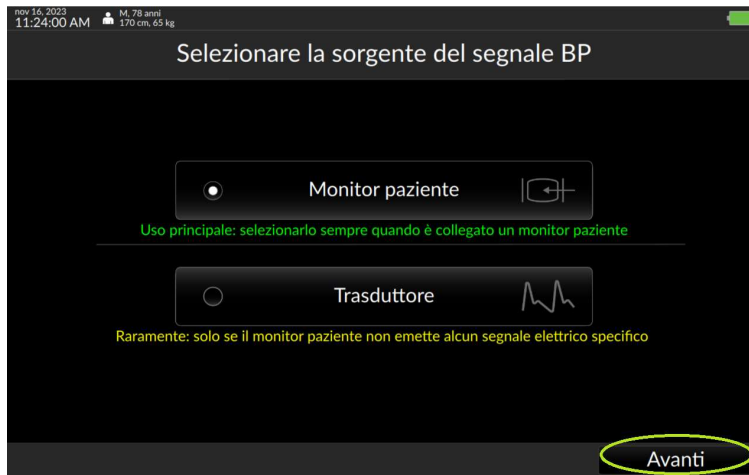 nov 16, 2023
11:24:00 AM
M, 78 anni
170 cm, 65 kg
Selezionare la sorgente del segnale BP
Monitor paziente
Uso principale: selezionarlo sempre quando è collegato un monitor paziente
Trasduttore
Raramente: solo se il monitor paziente non emette alcun segnale elettrico specifico
Avanti